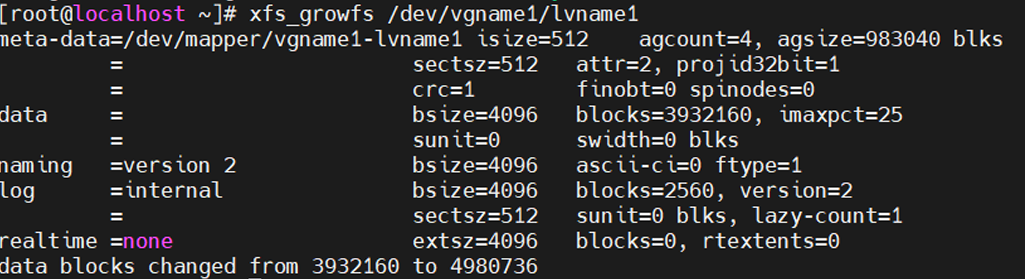 [root@localhost ~]# xfs_growfs /dev/vgname1/lvname1
meta-data=/dev/mapper/vgname1-lvname1 isize=512    agcount=4, agsize=983040 blks
         =                       sectsz=512   attr=2, projid32bit=1
         =                       crc=1        finobt=0 spinodes=0
data     =                       bsize=4096   blocks=3932160, imaxpct=25
         =                       sunit=0      swidth=0 blks
naming   =version 2              bsize=4096   ascii-ci=0 ftype=1
log      =internal               bsize=4096   blocks=2560, version=2
         =                       sectsz=512   sunit=0 blks, lazy-count=1
realtime =none                   extsz=4096   blocks=0, rtextents=0
data blocks changed from 3932160 to 4980736